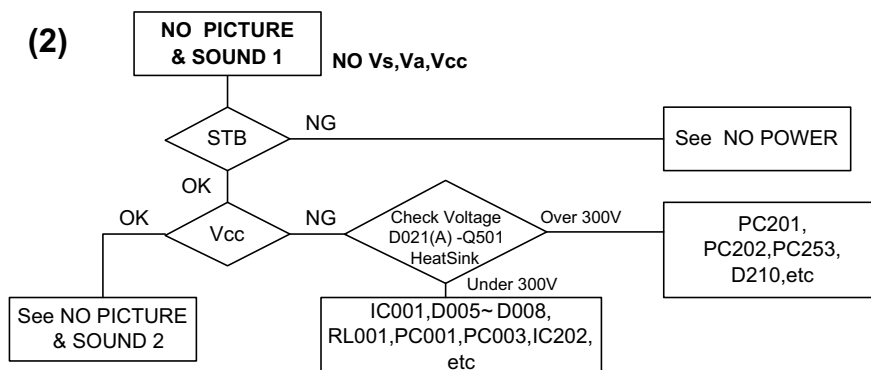 (2)
NO PICTURE
& SOUND 1
NO Vs,Va,Vcc
STB
NG
See NO POWER
OK
OK
Vcc
NG
Check Voltage
D021(A) -Q501
HeatSink
Over 300V
PC201,
PC202,PC253,
D210,etc
Under 300V
See NO PICTURE
& SOUND 2
IC001,D005~ D008,
RL001,PC001,PC003,IC202,
etc